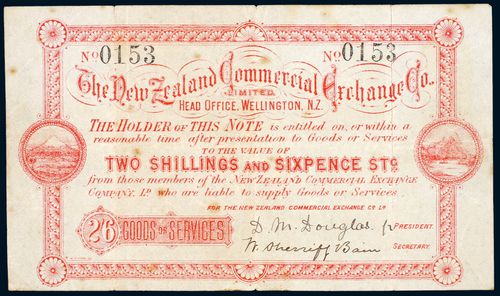 No 0153 No 0153
The New Zealand Commercial Exchange Co.
LIMITED.
HEAD OFFICE, WELLINGTON, N.Z.
THE HOLDER OF THIS NOTE is entitled on, or within a
reasonable time after presentation to Goods or Services
TO THE VALUE OF
TWO SHILLINGS AND SIXPENCE STG
from those members of the NEW ZEALAND COMMERCIAL EXCHANGE
COMPANY, LD who are liable to supply Goods or Services.
FOR THE NEW ZEALAND COMMERCIAL EXCHANGE CO LD
2/6 GOODS OR SERVICES
D. M. Douglas jr PRESIDENT.
W. Sherriff Bain SECRETARY.